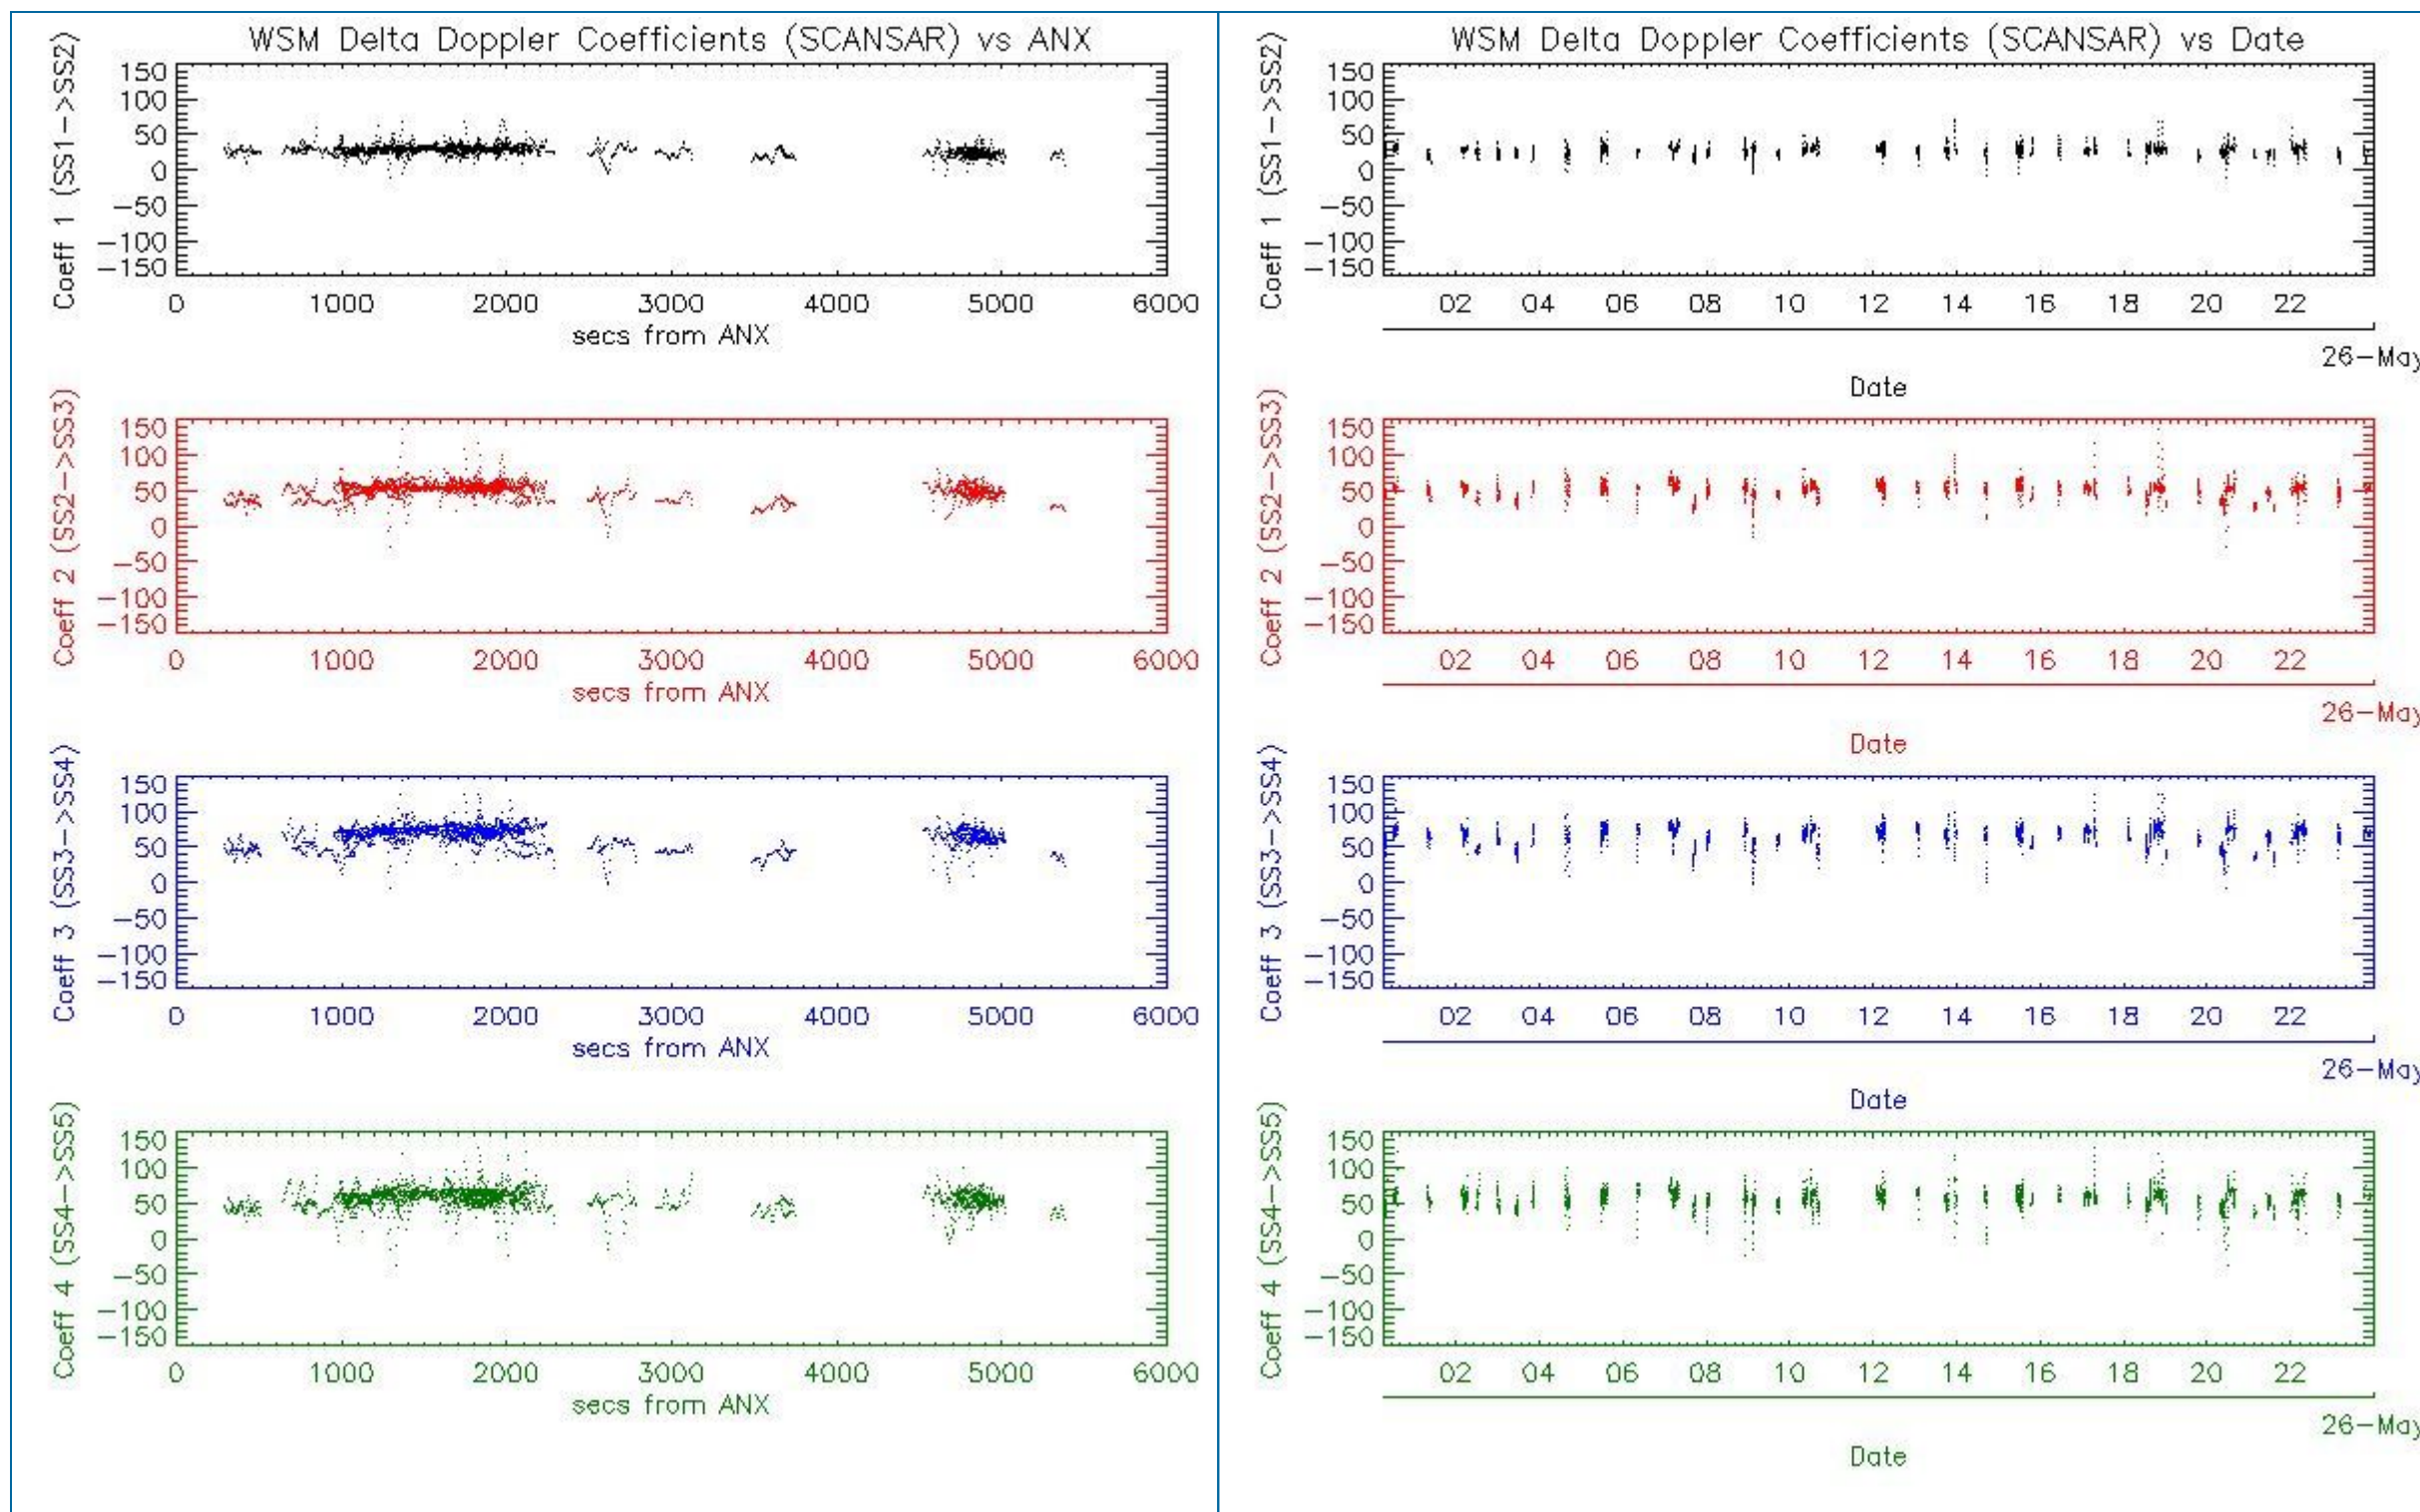 WSM Delta Doppler Coefficients (SCANSAR) vs ANX
Coeff 1 (SS1->SS2)
150
100
50
0
-50
-100
-150
0 1000 2000 3000 4000 5000 6000
secs from ANX
Coeff 2 (SS2->SS3)
150
100
50
0
-50
-100
-150
0 1000 2000 3000 4000 5000 6000
secs from ANX
Coeff 3 (SS3->SS4)
150
100
50
0
-50
-100
-150
0 1000 2000 3000 4000 5000 6000
secs from ANX
Coeff 4 (SS4->SS5)
150
100
50
0
-50
-100
-150
0 1000 2000 3000 4000 5000 6000
secs from ANX
WSM Delta Doppler Coefficients (SCANSAR) vs Date
Coeff 1 (SS1->SS2)
150
100
50
0
-50
-100
-150
02 04 06 08 10 12 14 16 18 20 22
26-May
Date
Coeff 2 (SS2->SS3)
150
100
50
0
-50
-100
-150
02 04 06 08 10 12 14 16 18 20 22
26-May
Date
Coeff 3 (SS3->SS4)
150
100
50
0
-50
-100
-150
02 04 06 08 10 12 14 16 18 20 22
26-May
Date
Coeff 4 (SS4->SS5)
150
100
50
0
-50
-100
-150
02 04 06 08 10 12 14 16 18 20 22
26-May
Date